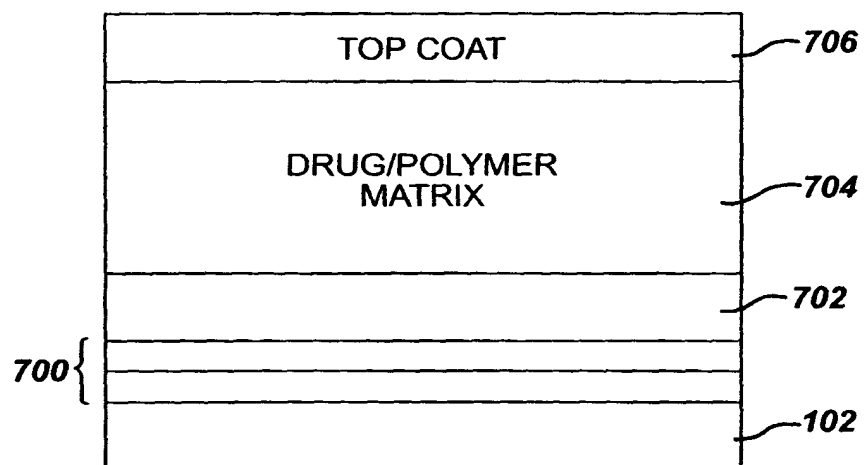 TOP COAT
706
DRUG/POLYMER
MATRIX
704
702
700
102